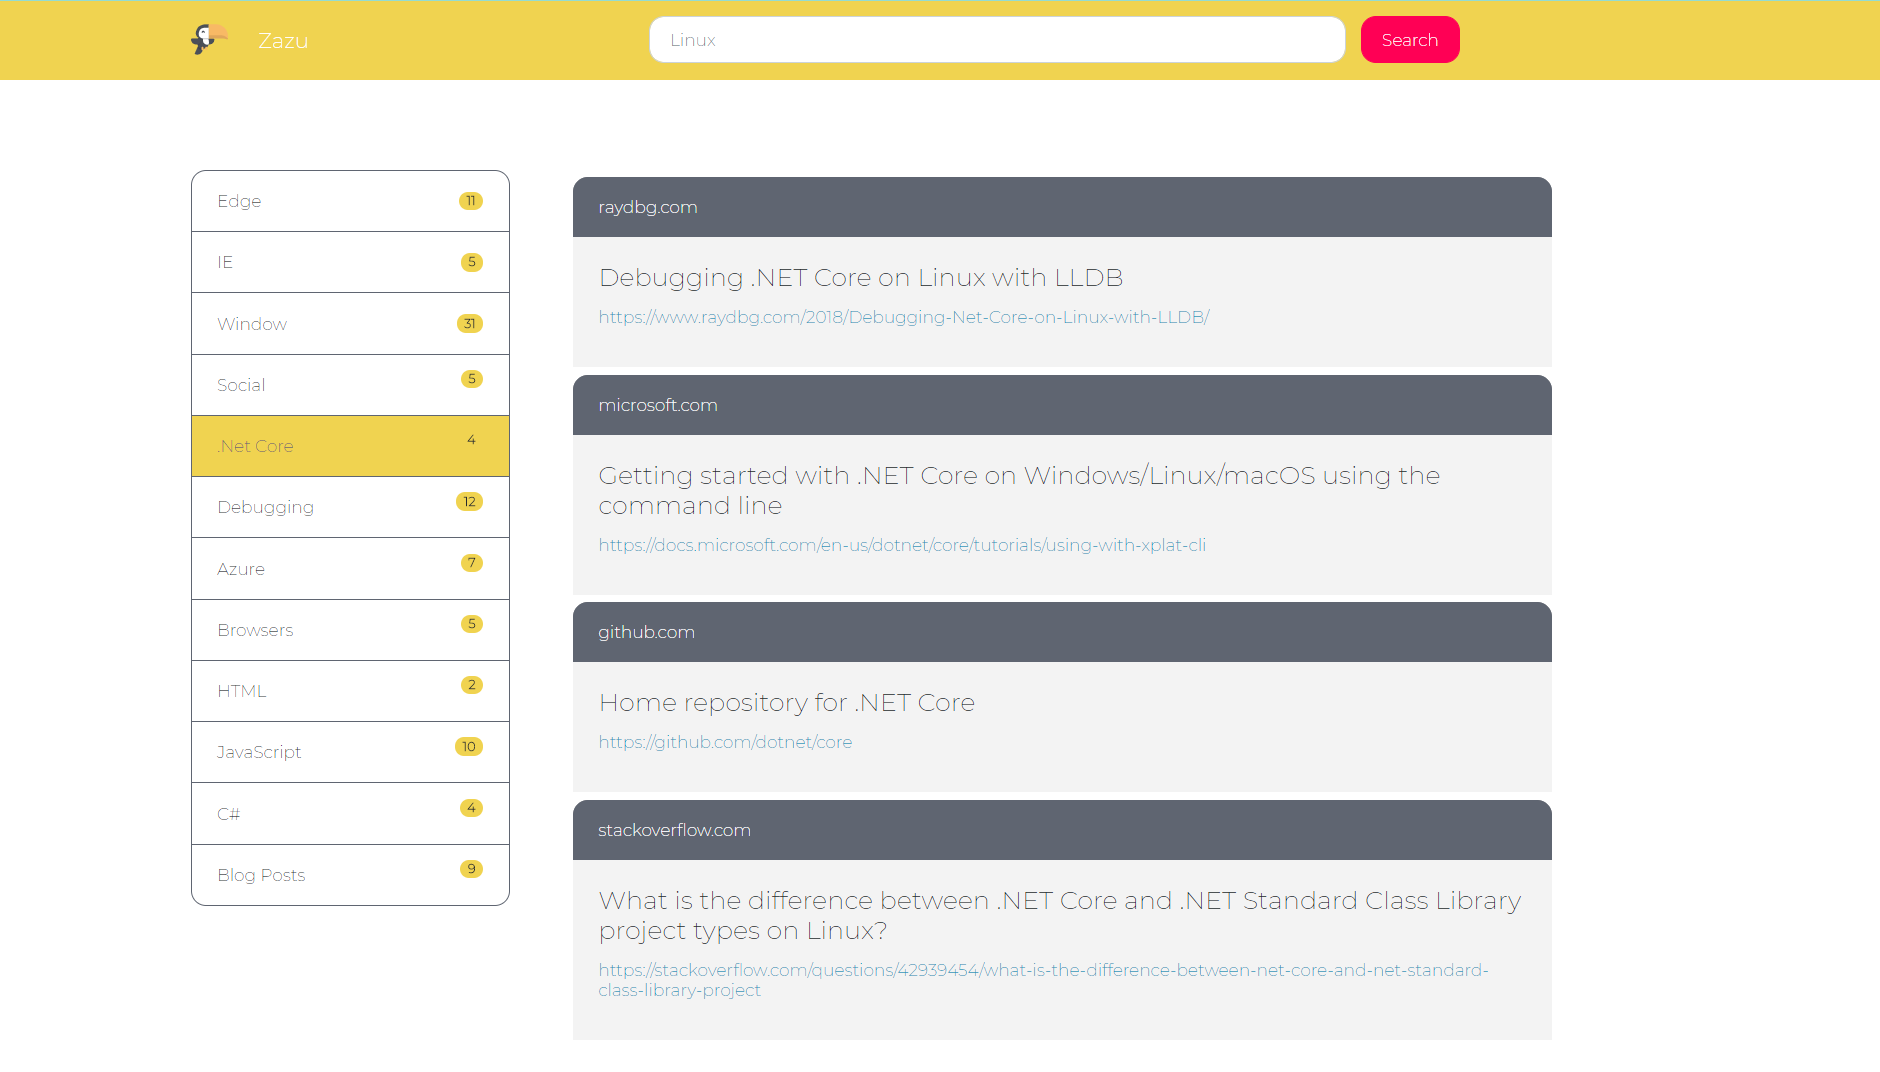 Zazu
Linux
Search
Edge 11
IE 5
Window 31
Social 5
.Net Core 4
Debugging 12
Azure 7
Browsers 5
HTML 2
JavaScript 10
C# 4
Blog Posts 9
raydbg.com
Debugging .NET Core on Linux with LLDB
https://www.raydbg.com/2018/Debugging-Net-Core-on-Linux-with-LLDB/
microsoft.com
Getting started with .NET Core on Windows/Linux/macOS using the
command line
https://docs.microsoft.com/en-us/dotnet/core/tutorials/using-with-xplat-cli
github.com
Home repository for .NET Core
https://github.com/dotnet/core
stackoverflow.com
What is the difference between .NET Core and .NET Standard Class Library
project types on Linux?
https://stackoverflow.com/questions/42939454/what-is-the-difference-between-net-core-and-net-standard-
class-library-project